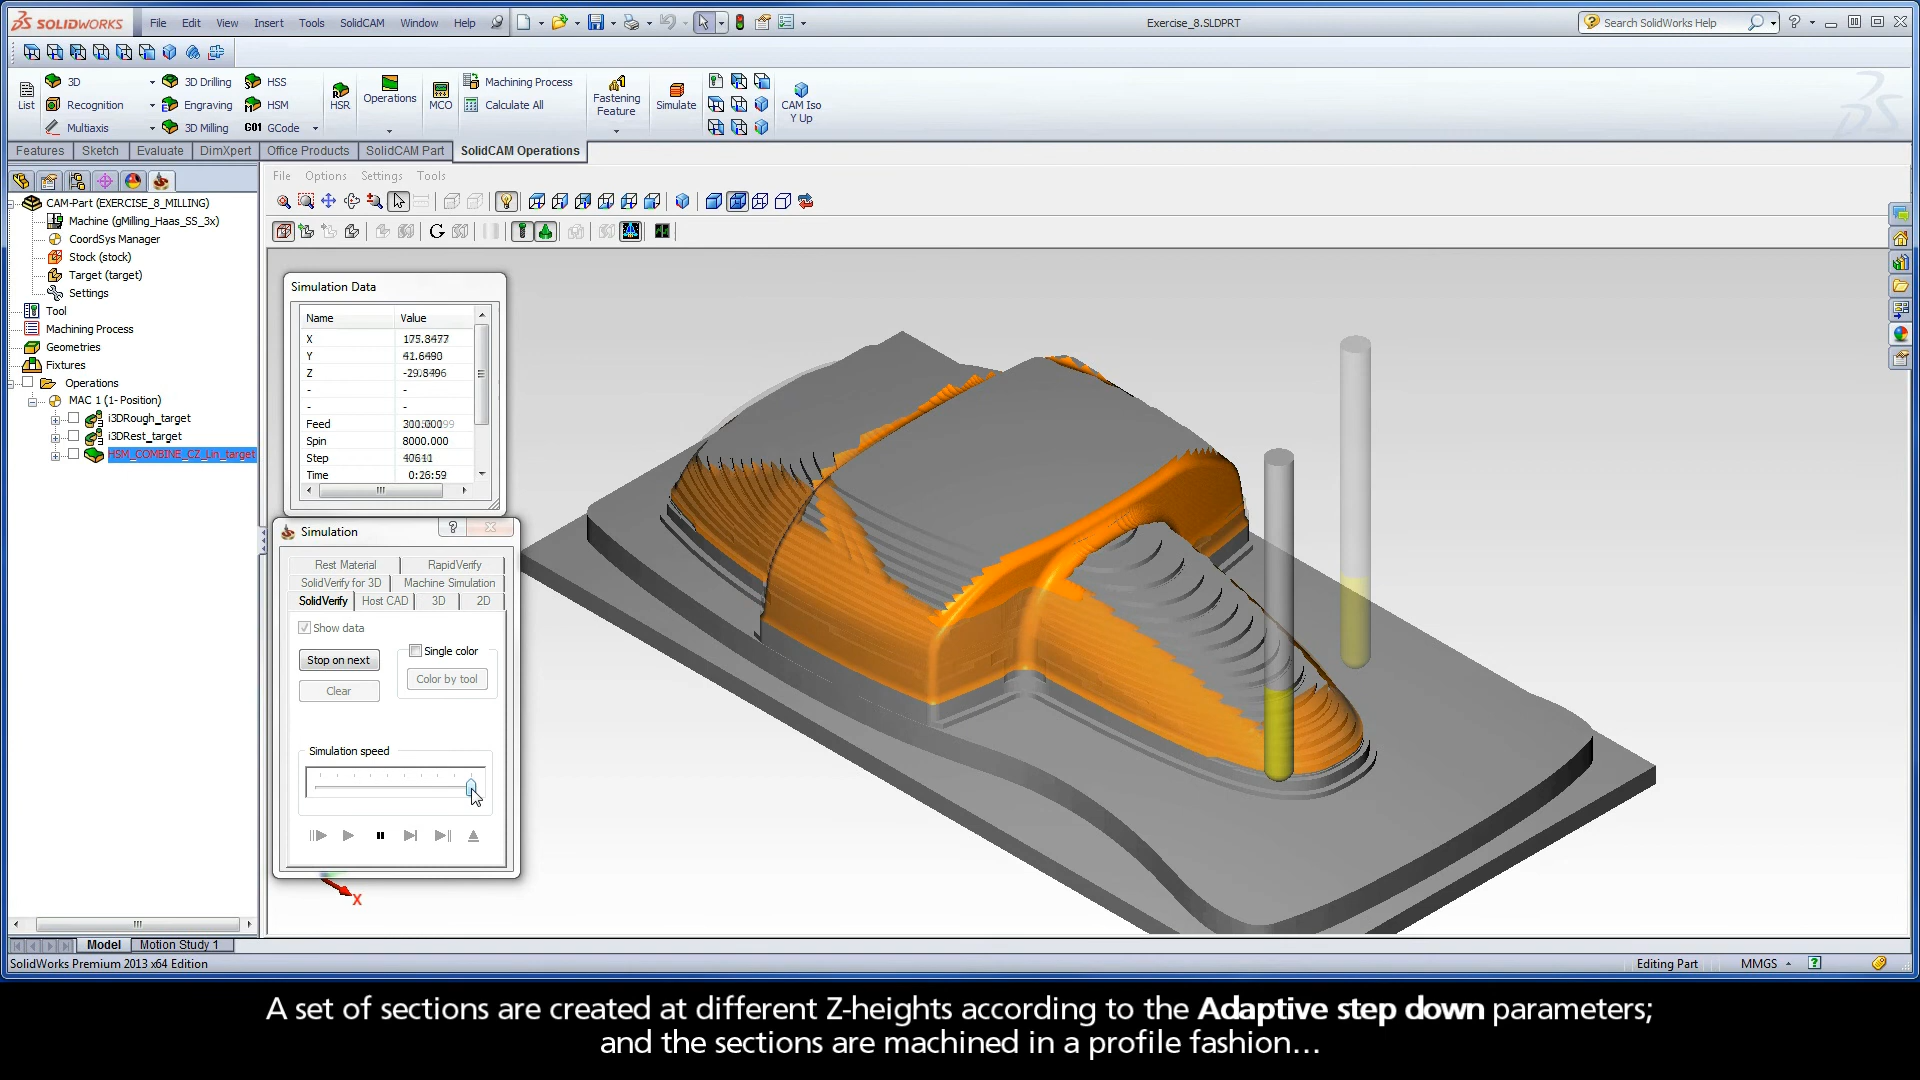 SOLIDWORKS File Edit View Insert Tools SolidCAM Window Help Exercise_8.SLDPRT Search SolidWorks Help
List 3D Recognition Multiaxis
3D Drilling Engraving 3D Milling
HSS HSM G01 GCode
HSR Operations MCO
Machining Process
Calculate All
Fastening Feature
Simulate
CAM Iso Y Up
Features Sketch Evaluate DimXpert Office Products SolidCAM Part SolidCAM Operations
File Options Settings Tools
CAM-Part (EXERCISE_8_MILLING)
Machine (gMilling_Haas_SS_3x)
CoordSys Manager
Stock (stock)
Target (target)
Settings
Tool
Machining Process
Geometries
Fixtures
Operations
MAC 1 (1- Position)
i3DRough_target
i3DRest_target
HSM_COMBINE_CZ_Lin_target
Simulation Data
Name Value
X
Y
Z
- -
- -
Feed
Spin 8000.000
Step
Time 0:26:59
Simulation
Rest Material RapidVerify
SolidVerify for 3D Machine Simulation
SolidVerify Host CAD 3D 2D
Show data
Stop on next Single color
Clear Color by tool
Simulation speed
X
Model Motion Study 1
SolidWorks Premium 2013 x64 Edition Editing Part MMGS
A set of sections are created at different Z-heights according to the Adaptive step down parameters;
and the sections are machined in a profile fashion...